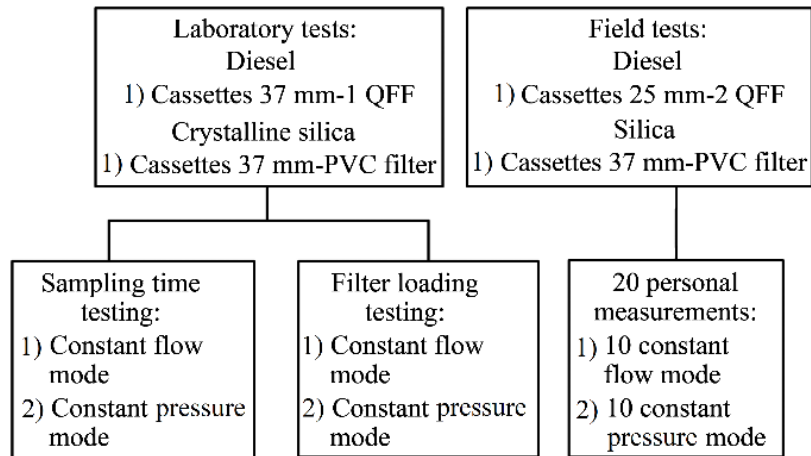 Laboratory tests:
Diesel
1) Cassettes 37 mm-1 QFF
Crystalline silica
1) Cassettes 37 mm-PVC filter
Field tests:
Diesel
1) Cassettes 25 mm-2 QFF
Silica
1) Cassettes 37 mm-PVC filter
Sampling time
testing:
1) Constant flow
mode
2) Constant pressure
mode
Filter loading
testing:
1) Constant flow
mode
2) Constant pressure
mode
20 personal
measurements:
1) 10 constant
flow mode
2) 10 constant
pressure mode